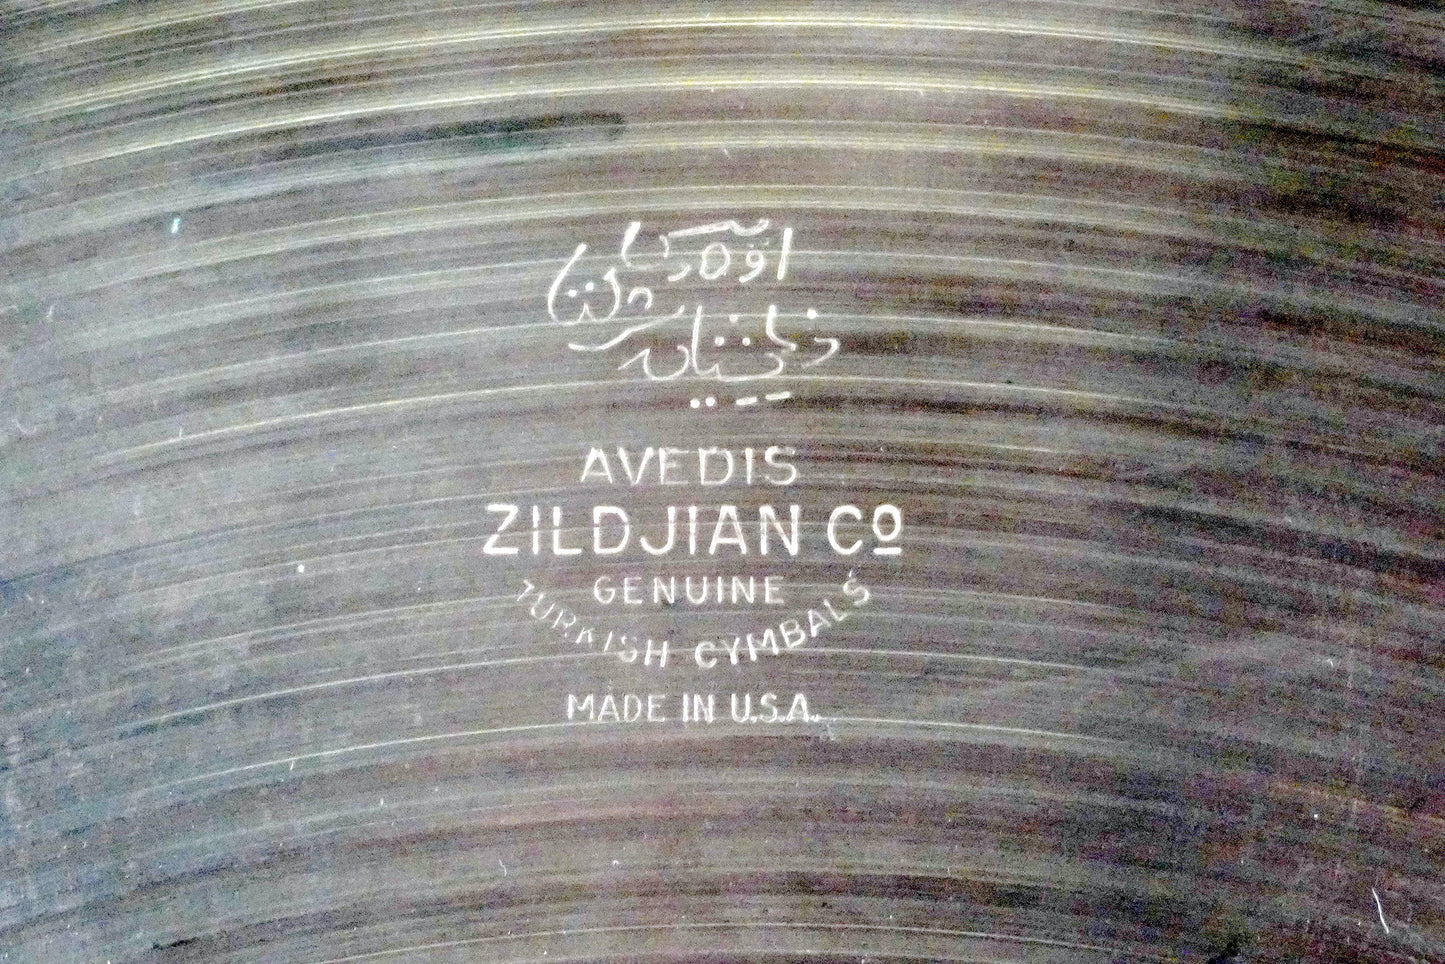 AVEDIS
ZILDJIAN Co
GENUINE
TURKISH CYMBALS
MADE IN U.S.A.